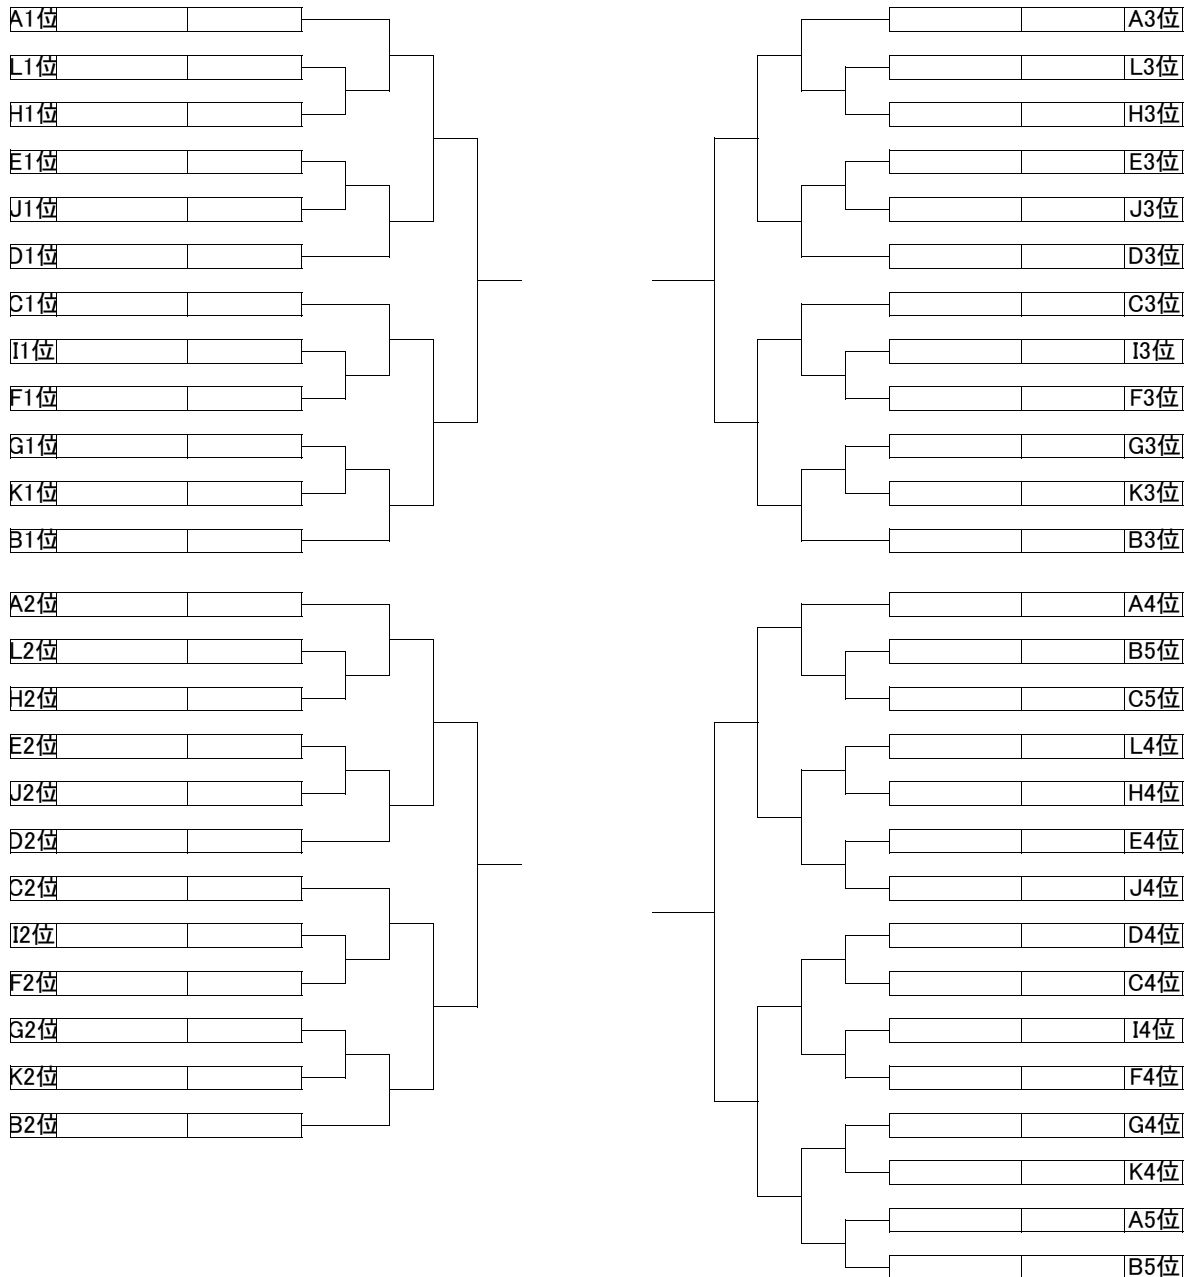 A1位
L1位
H1位
E1位
J1位
D1位
C1位
I1位
F1位
G1位
K1位
B1位
A2位
L2位
H2位
E2位
J2位
D2位
C2位
I2位
F2位
G2位
K2位
B2位
A3位
L3位
H3位
E3位
J3位
D3位
C3位
I3位
F3位
G3位
K3位
B3位
A4位
B5位
C5位
L4位
H4位
E4位
J4位
D4位
C4位
I4位
F4位
G4位
K4位
A5位
B5位